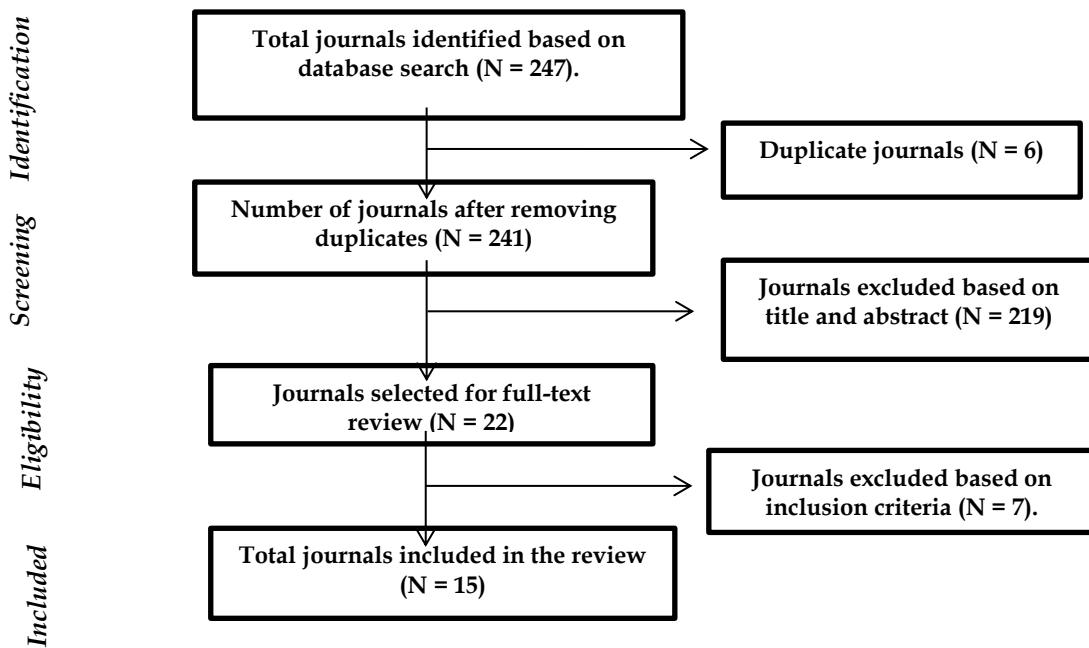 Identification
Total journals identified based on
database search (N = 247).
Duplicate journals (N = 6)
Screening
Number of journals after removing
duplicates (N = 241)
Journals excluded based on
title and abstract (N = 219)
Eligibility
Journals selected for full-text
review (N = 22)
Journals excluded based on
inclusion criteria (N = 7).
Included
Total journals included in the review
(N = 15)